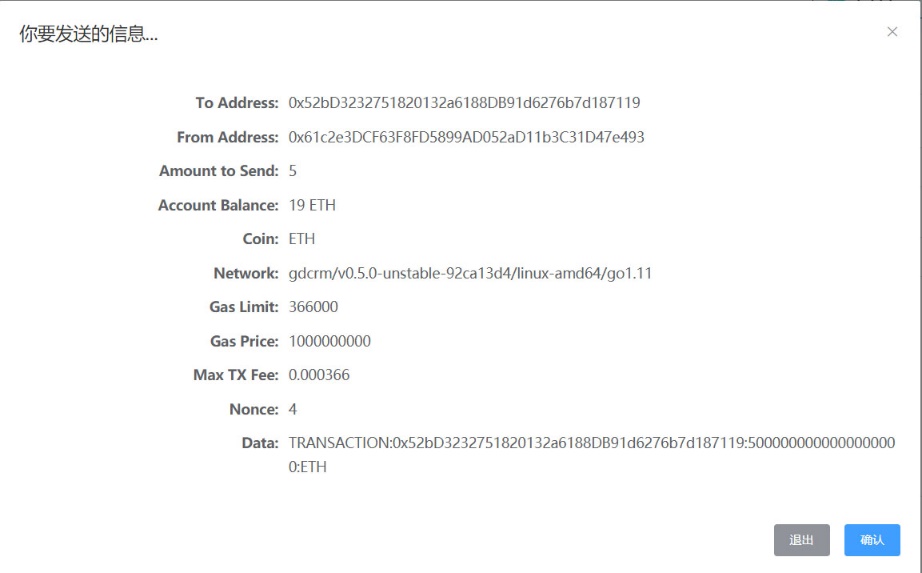 你要发送的信息...
To Address: 0x52bD3232751820132a6188DB91d6276b7d187119
From Address: 0x61c2e3DCF63F8FD5899AD052aD11b3C31D47e493
Amount to Send: 5
Account Balance: 19 ETH
Coin: ETH
Network: gdcrm/v0.5.0-unstable-92ca13d4/linux-amd64/go1.11
Gas Limit: 366000
Gas Price: 1000000000
Max TX Fee: 0.000366
Nonce: 4
Data: TRANSACTION:0x52bD3232751820132a6188DB91d6276b7d187119:500000000000000000
0:ETH
退出 确认